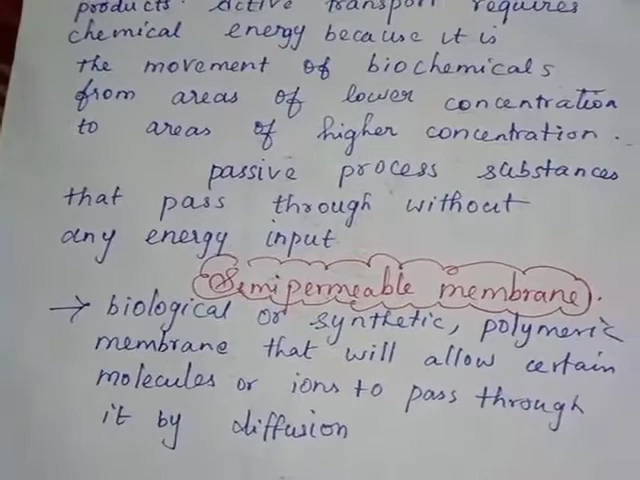 products. Active transport requires
chemical energy because it is
the movement of biochemicals
from areas of lower concentration
to areas of higher concentration.
passive process substances
that pass through without
any energy input
Semipermeable membrane.
→ biological or synthetic, polymeric
membrane that will allow certain
molecules or ions to pass through
it by diffusion